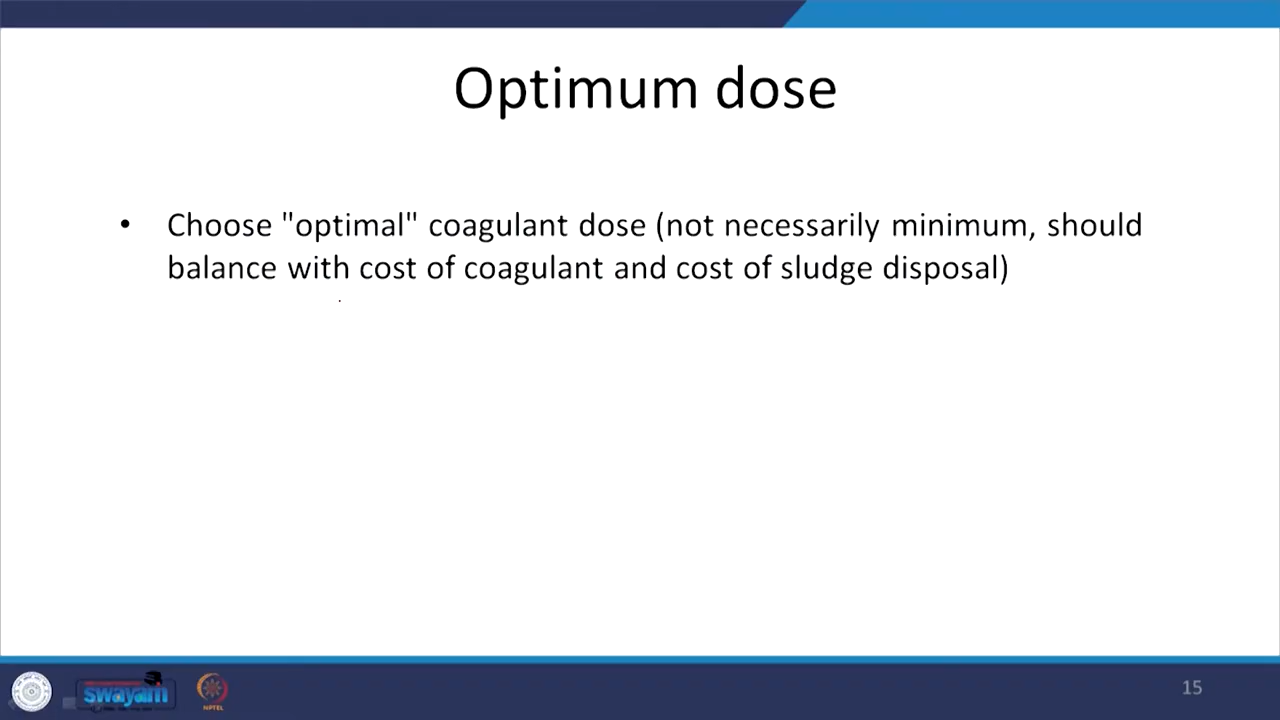 Optimum dose
• Choose "optimal" coagulant dose (not necessarily minimum, should
balance with cost of coagulant and cost of sludge disposal)
swayam
NPTEL
15